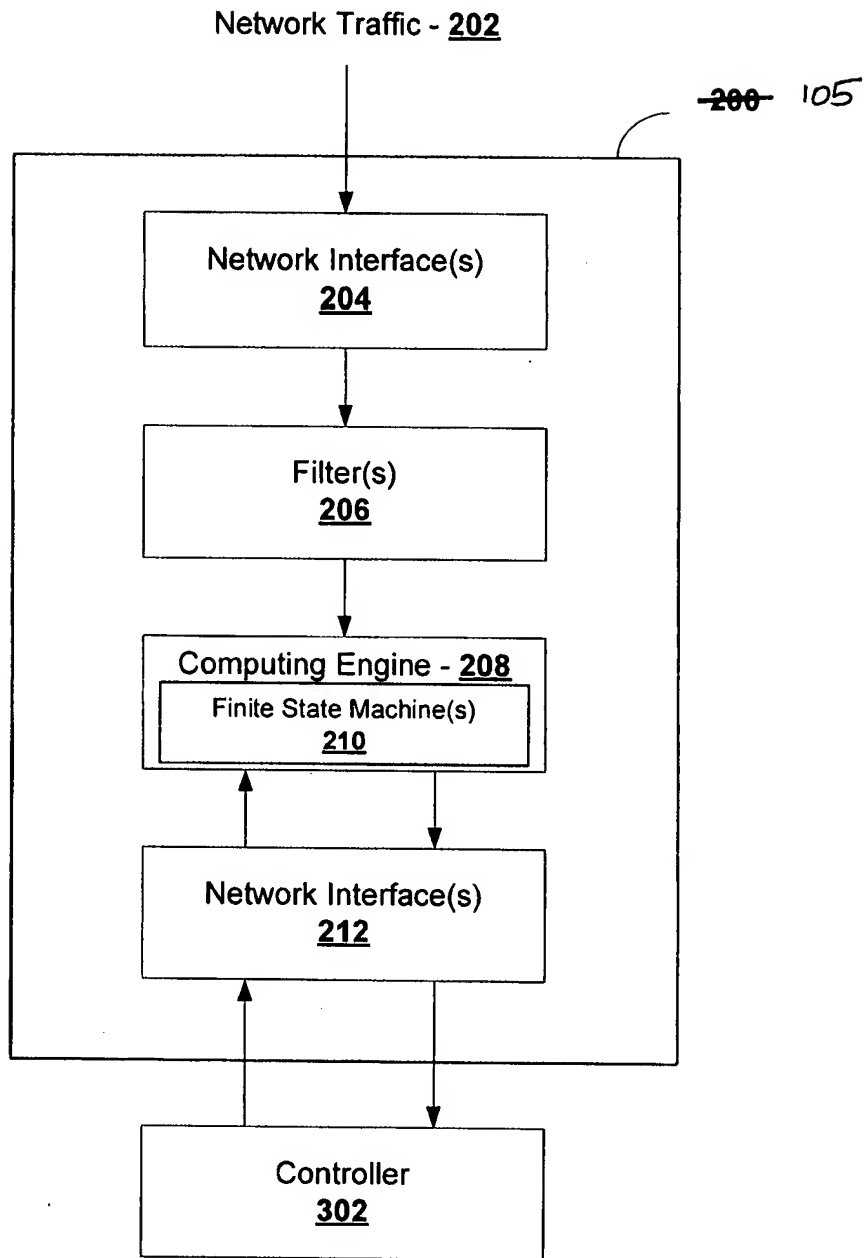 Network Traffic - 202
200 105
Network Interface(s)
204
Filter(s)
206
Computing Engine - 208
Finite State Machine(s)
210
Network Interface(s)
212
Controller
302